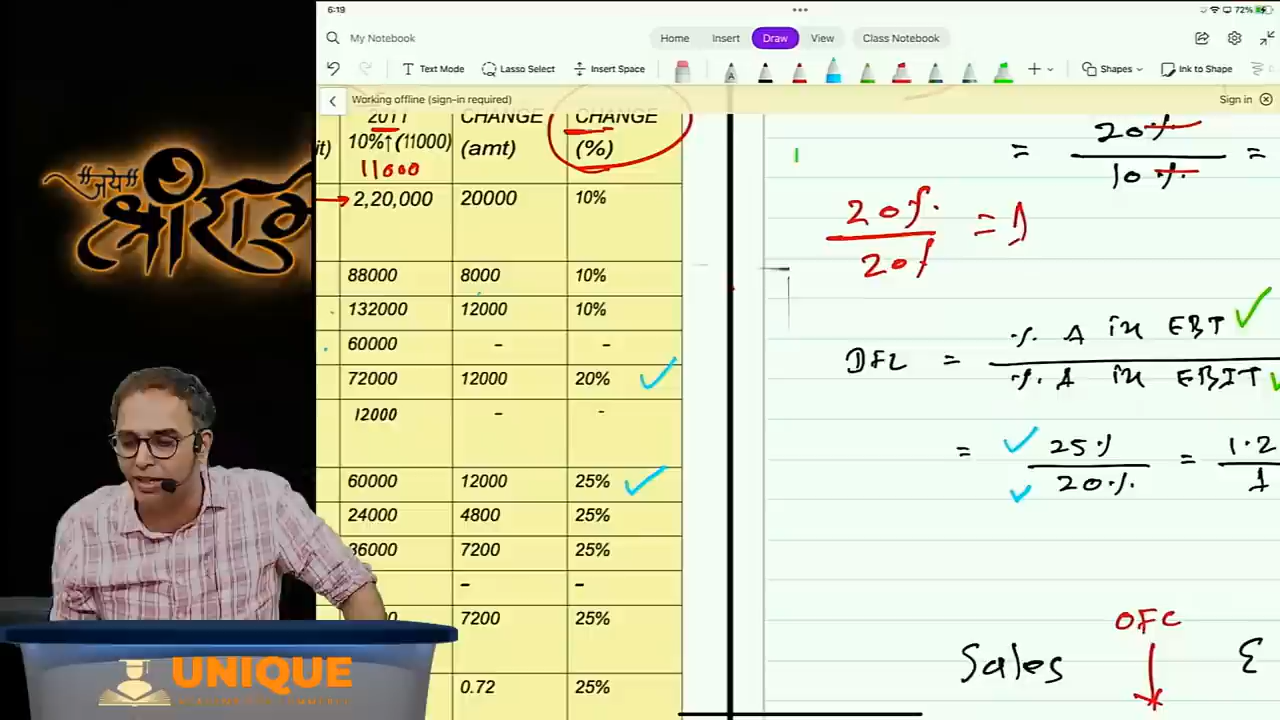 6:19
72%
My Notebook
Home
Insert
Draw
View
Class Notebook
Text Mode
Lasso Select
Insert Space
Shapes
Ink to Shape
Working offline (sign-in required)
Sign in
2011 CHANGE CHANGE
10%↑(11000) (amt) (%)
11000
2,20,000 20000 10%
88000 8000 10%
132000 12000 10%
60000 – –
72000 12000 20%
12000 – -
60000 12000 25%
24000 4800 25%
36000 7200 25%
– –
7200 25%
0.72 25%
= 20% / 10% =
20% / 20% = 1
DFL = % Δ in EBT / % Δ in EBIT
= 25% / 20% = 1.2 / 1
OFC
Sales E
#जय#
श्रीराम
UNIQUE